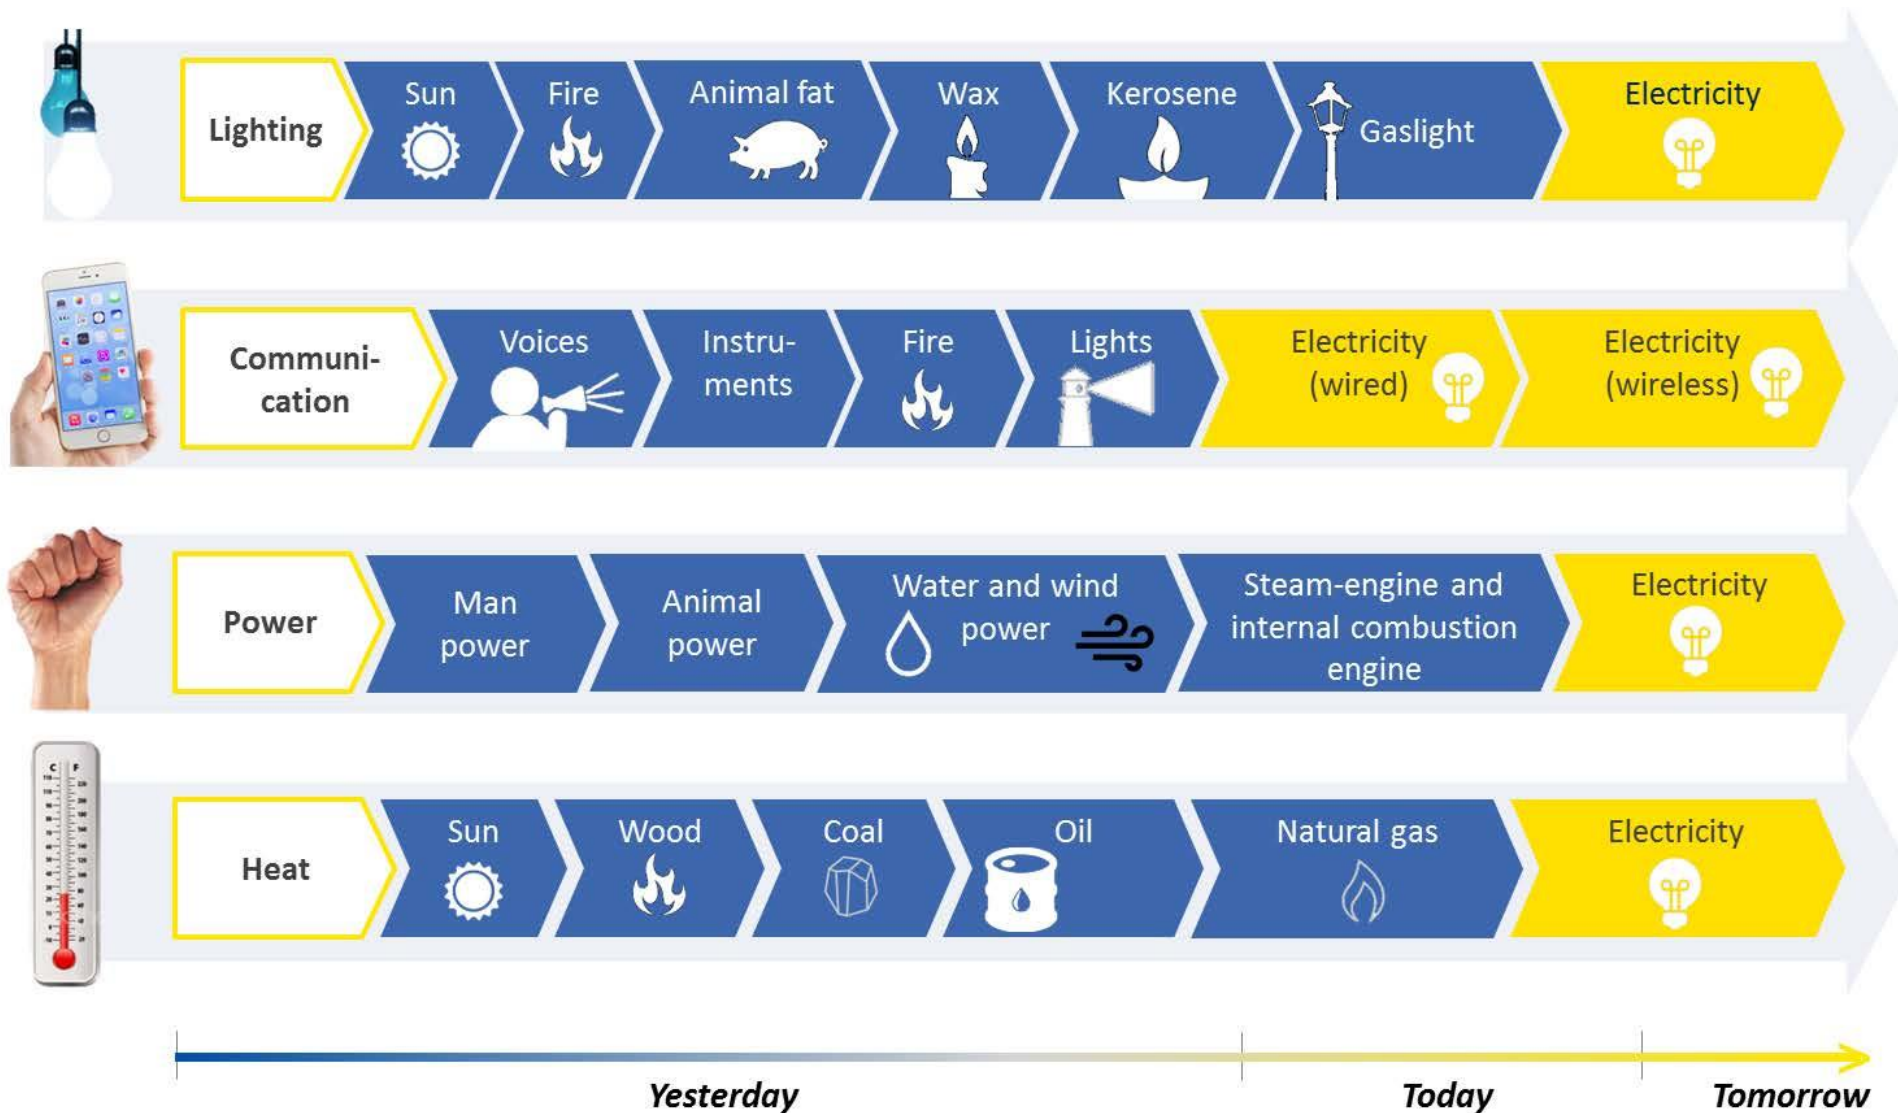 Lighting
Sun
Fire
Animal fat
Wax
Kerosene
Gaslight
Electricity
Communi-
cation
Voices
Instru-
ments
Fire
Lights
Electricity
(wired)
Electricity
(wireless)
Power
Man
power
Animal
power
Water and wind
power
Steam-engine and
internal combustion
engine
Electricity
C F
Heat
Sun
Wood
Coal
Oil
Natural gas
Electricity
Yesterday
Today
Tomorrow